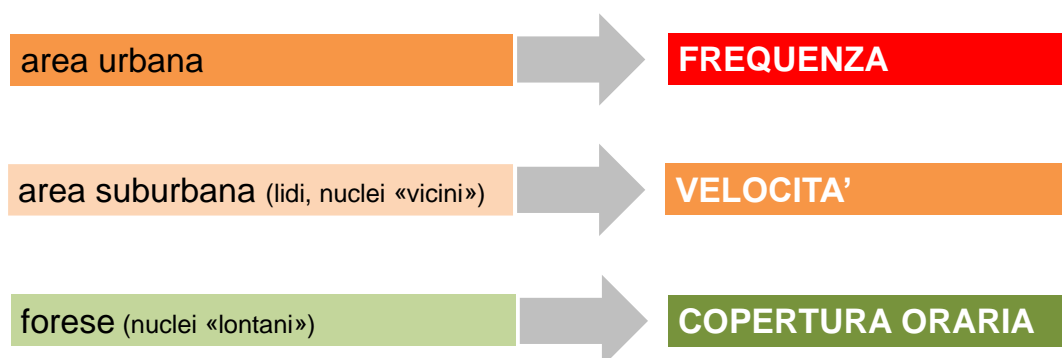 area urbana
FREQUENZA
area suburbana (lidi, nuclei «vicini»)
VELOCITA’
forese (nuclei «lontani»)
COPERTURA ORARIA